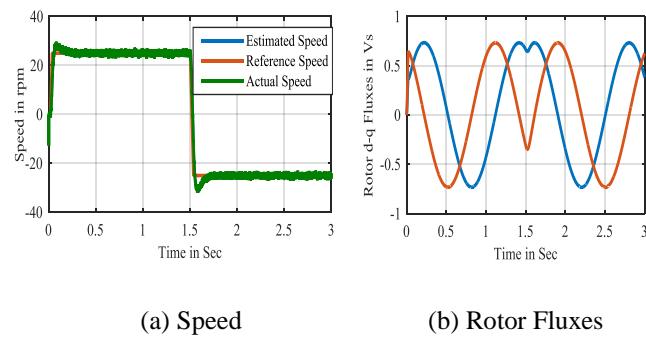 40
20
0
-20
-40
Speed in rpm
Estimated Speed
Reference Speed
Actual Speed
0 0.5 1 1.5 2 2.5 3
Time in Sec
1
0.5
0
-0.5
-1
Rotor d-q Fluxes in Vs
0 0.5 1 1.5 2 2.5 3
Time in Sec
(a) Speed
(b) Rotor Fluxes